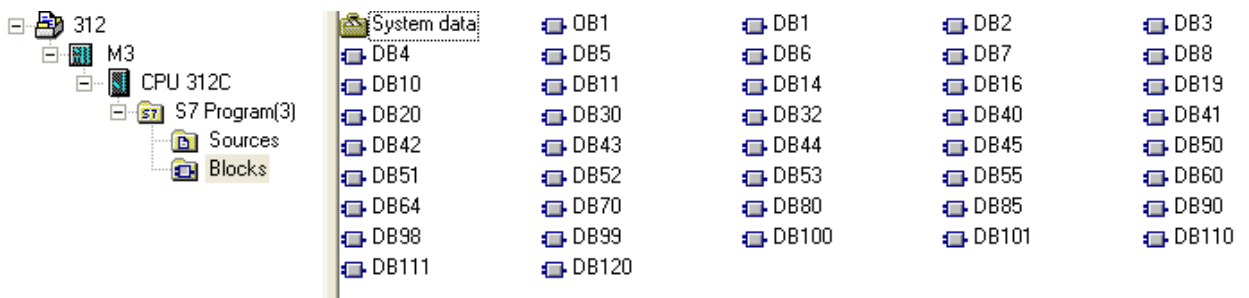 312
M3
CPU 312C
S7 Program(3)
Sources
Blocks
System data OB1 DB1 DB2 DB3
DB4 DB5 DB6 DB7 DB8
DB10 DB11 DB14 DB16 DB19
DB20 DB30 DB32 DB40 DB41
DB42 DB43 DB44 DB45 DB50
DB51 DB52 DB53 DB55 DB60
DB64 DB70 DB80 DB85 DB90
DB98 DB99 DB100 DB101 DB110
DB111 DB120